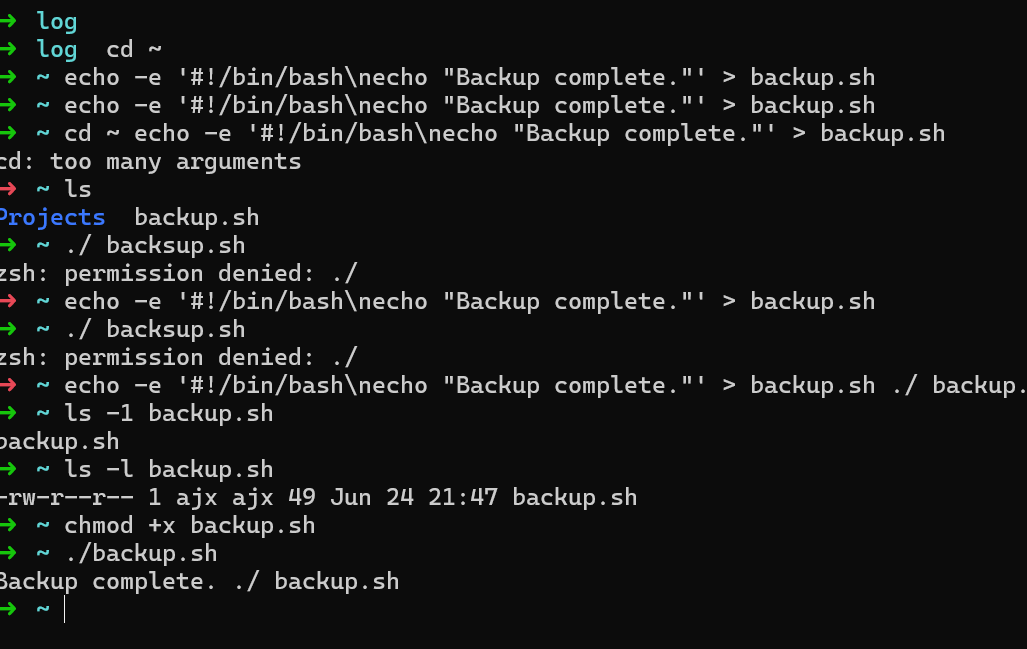 ➜ log
➜ log cd ~
➜ ~ echo -e '#!/bin/bash\necho "Backup complete."' > backup.sh
➜ ~ echo -e '#!/bin/bash\necho "Backup complete."' > backup.sh
➜ ~ cd ~ echo -e '#!/bin/bash\necho "Backup complete."' > backup.sh
cd: too many arguments
➜ ~ ls
Projects backup.sh
➜ ~ ./ backsup.sh
zsh: permission denied: ./
➜ ~ echo -e '#!/bin/bash\necho "Backup complete."' > backup.sh
➜ ~ ./ backsup.sh
zsh: permission denied: ./
➜ ~ echo -e '#!/bin/bash\necho "Backup complete."' > backup.sh ./ backup.
➜ ~ ls -1 backup.sh
backup.sh
➜ ~ ls -l backup.sh
-rw-r--r-- 1 ajx ajx 49 Jun 24 21:47 backup.sh
➜ ~ chmod +x backup.sh
➜ ~ ./backup.sh
Backup complete. ./ backup.sh
➜ ~